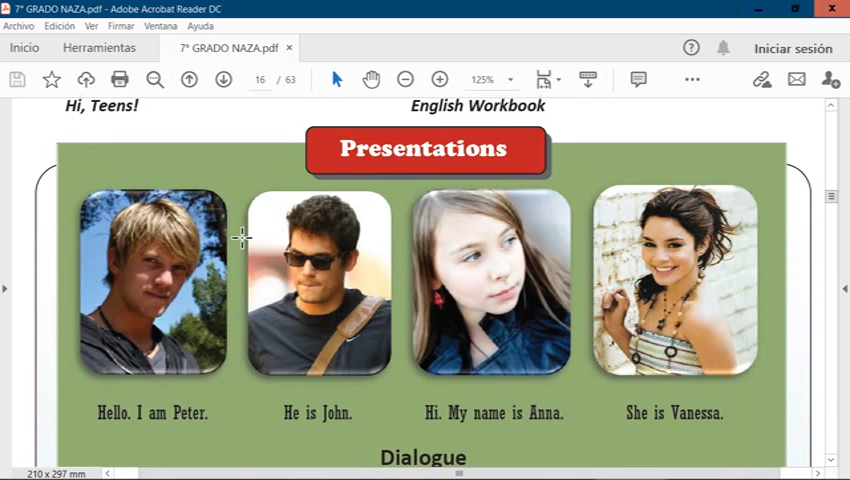 7° GRADO NAZA.pdf - Adobe Acrobat Reader DC
Archivo Edición Ver Firmar Ventana Ayuda
Inicio Herramientas 7° GRADO NAZA.pdf × Iniciar sesión
16 / 63 125%
Hi, Teens! English Workbook
Presentations
Hello. I am Peter. He is John. Hi. My name is Anna. She is Vanessa.
Dialogue
210 x 297 mm